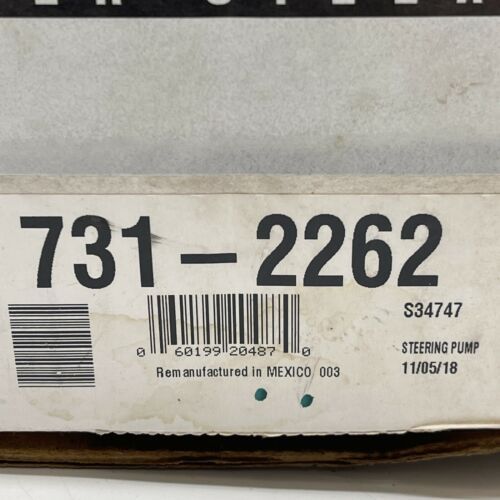 731-2262
S34747
0 60199 20487 0
STEERING PUMP
Remanufactured in MEXICO 003
11/05/18